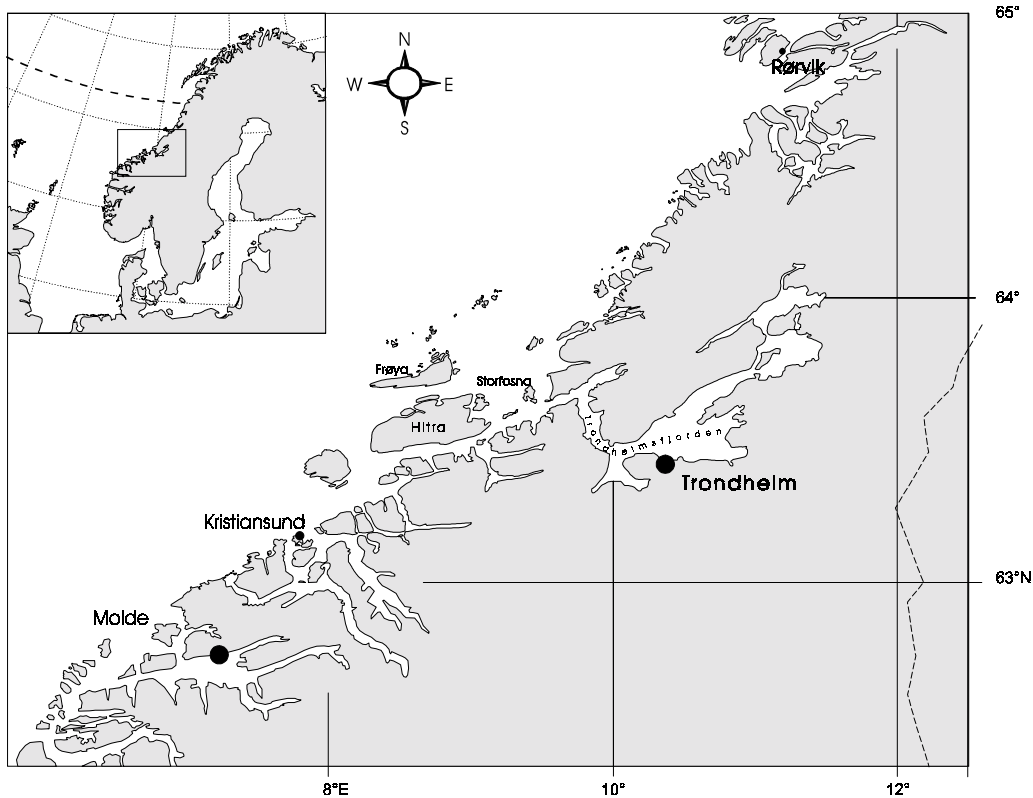 65°
N
W E
S
Rørvik
64°
Frøya
Storfosna
Hitra
Trondheimsfjorden
Trondheim
Kristiansund
63°N
Molde
8°E 10° 12°